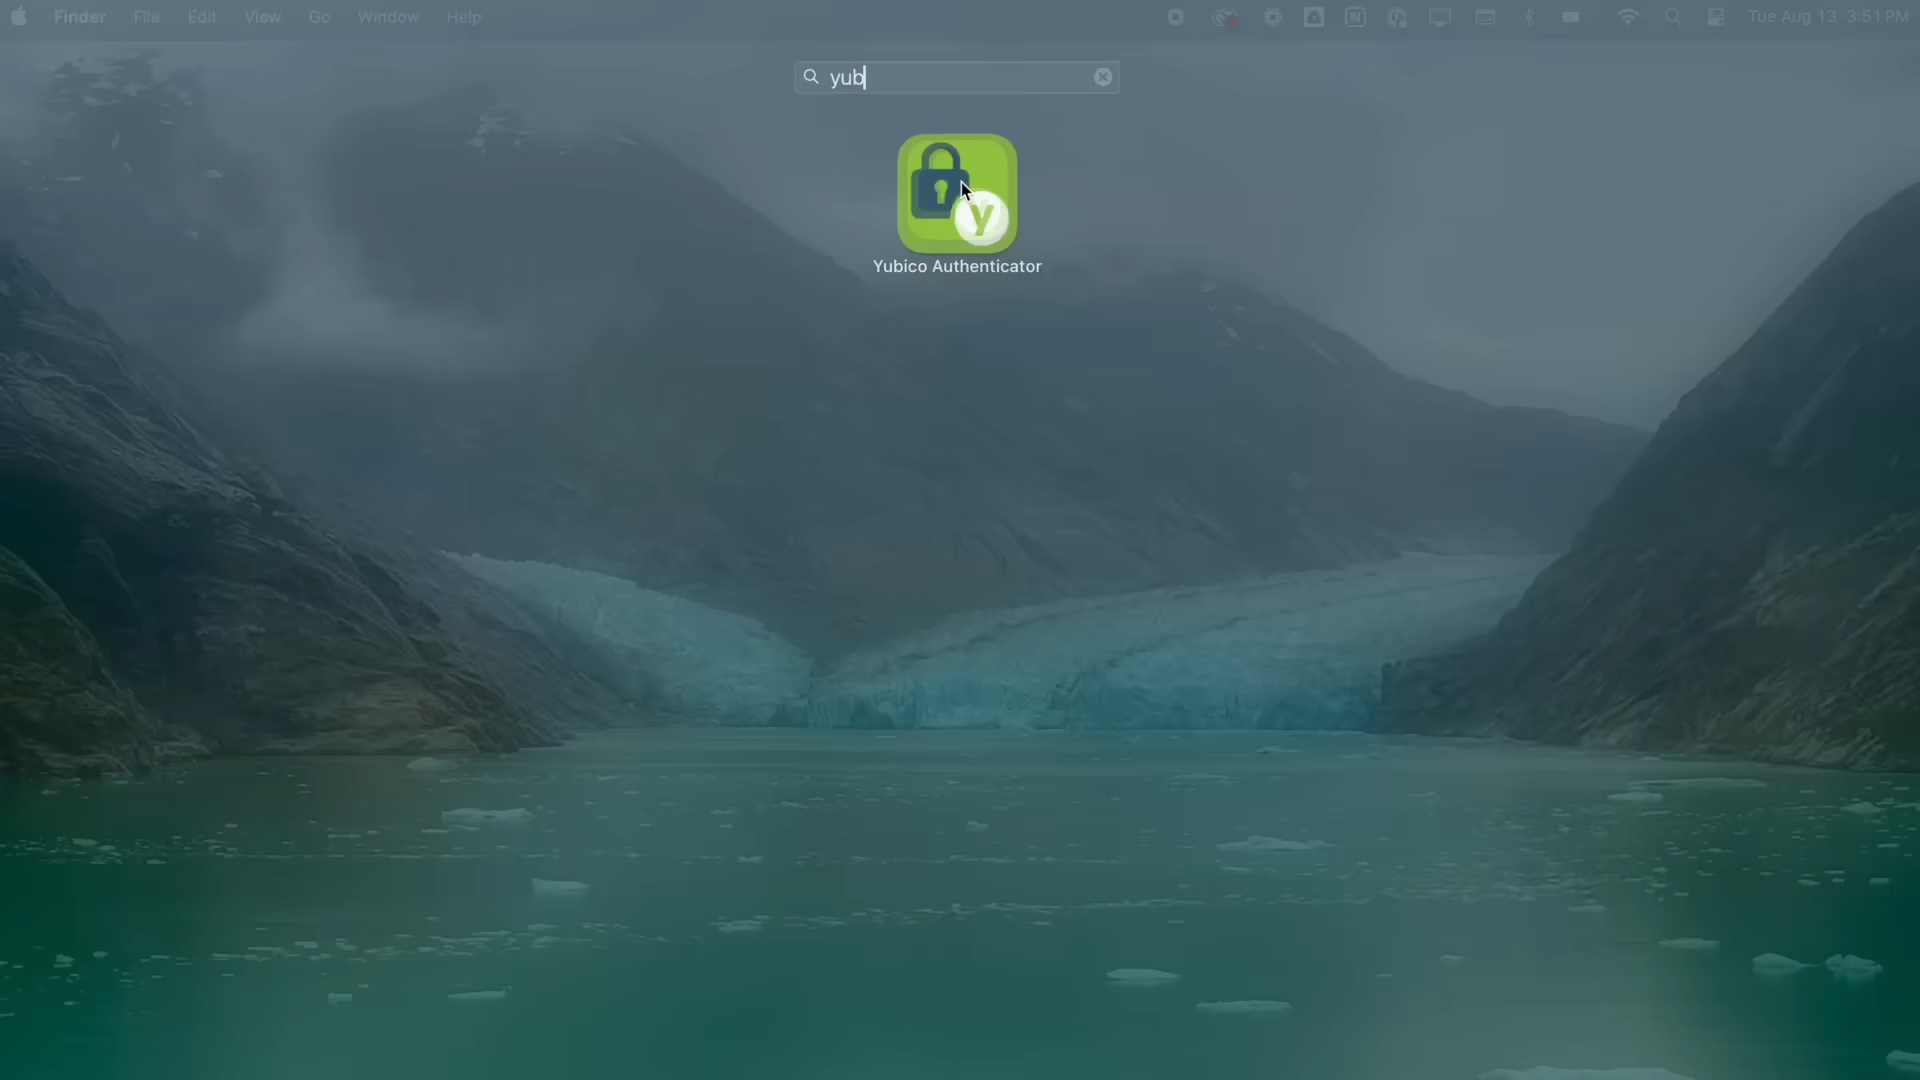 Finder File Edit View Go Window Help Tue Aug 13 3:51 PM
yub
y
Yubico Authenticator